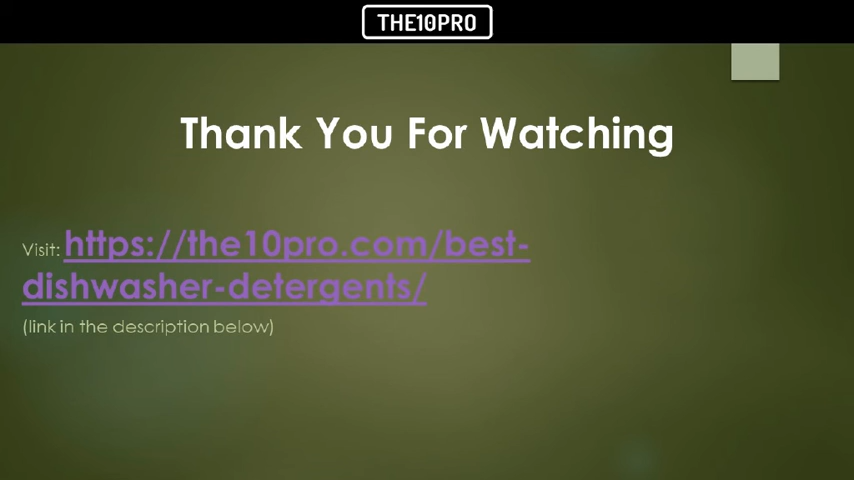 THE10PRO
Thank You For Watching
Visit: https://the10pro.com/best-
dishwasher-detergents/
(link in the description below)